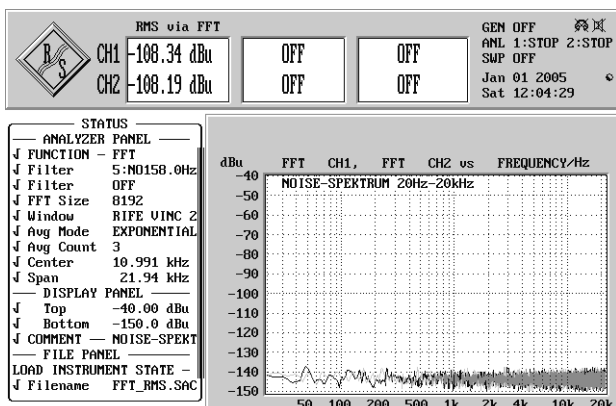 RMS via FFT
R S
CH1 -108.34 dBu OFF OFF
CH2 -108.19 dBu OFF OFF
GEN OFF
ANL 1:STOP 2:STOP
SWP OFF
Jan 01 2005
Sat 12:04:29
STATUS
ANALYZER PANEL
FUNCTION - FFT
Filter 5:NO158.0Hz
Filter OFF
FFT Size 8192
Window RIFE VINC 2
Avg Mode EXPONENTIAL
Avg Count 3
Center 10.991 kHz
Span 21.94 kHz
DISPLAY PANEL
Top -40.00 dBu
Bottom -150.0 dBu
COMMENT — NOISE-SPEKT
FILE PANEL
LOAD INSTRUMENT STATE -
Filename FFT_RMS.SAC
dBu FFT CH1, FFT CH2 vs FREQUENCY/Hz
NOISE-SPEKTRUM 20Hz-20kHz
-40
-50
-60
-70
-80
-90
-100
-110
-120
-130
-140
-150
50 100 200 500 1k 2k 4k 10k 20k